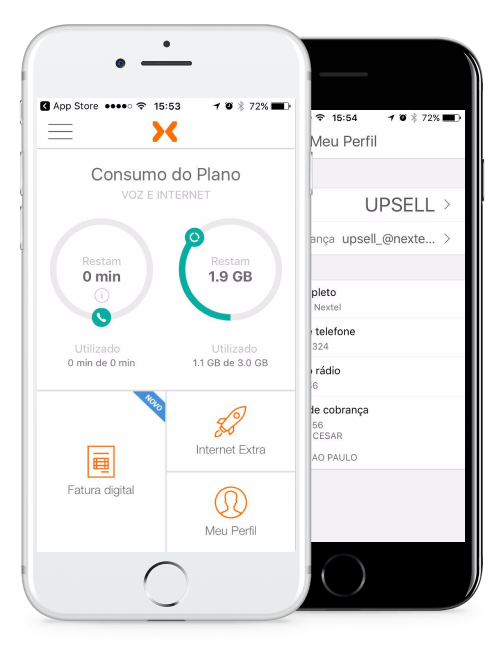 App Store 15:53 72%
Consumo do Plano
VOZ E INTERNET
Restam
0 min
Utilizado
0 min de 0 min
Restam
1.9 GB
Utilizado
1.1 GB de 3.0 GB
NOVO
Fatura digital
Internet Extra
Meu Perfil
15:54 72%
Meu Perfil
UPSELL
ança upsell_@nexte...
pleto
Nextel
telefone
324
rádio
6
de cobrança
56
CESAR
AO PAULO